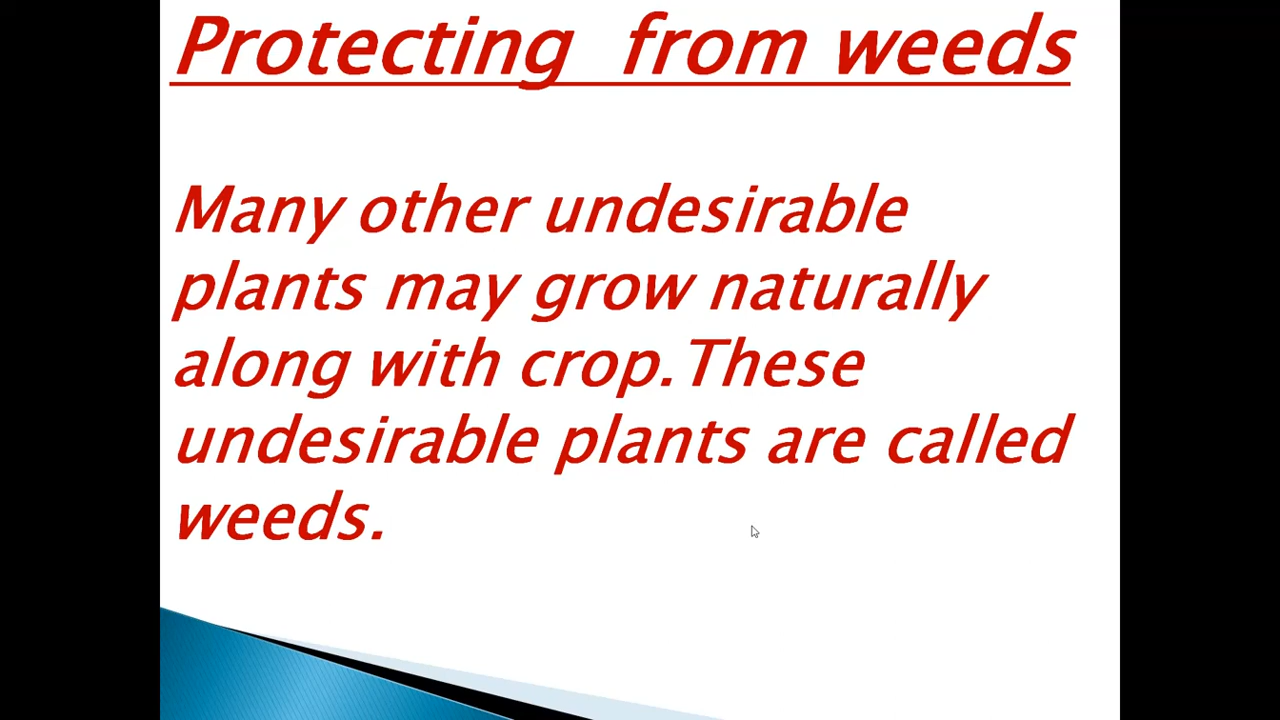 Protecting  from weeds
Many other undesirable
plants may grow naturally
along with crop.These
undesirable plants are called
weeds.